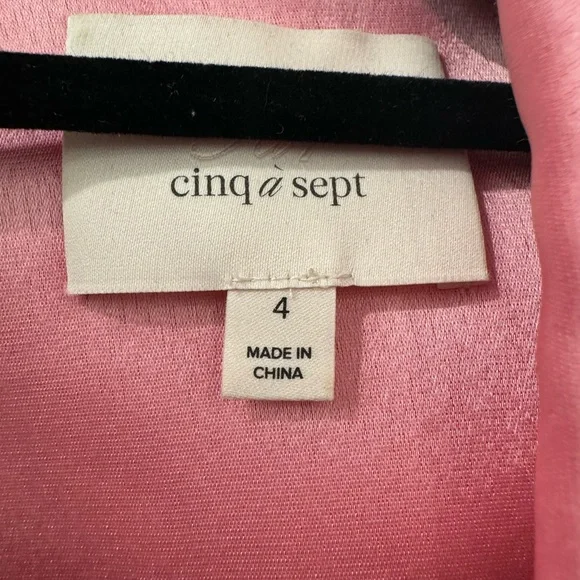 cinq à sept
4
MADE IN
CHINA